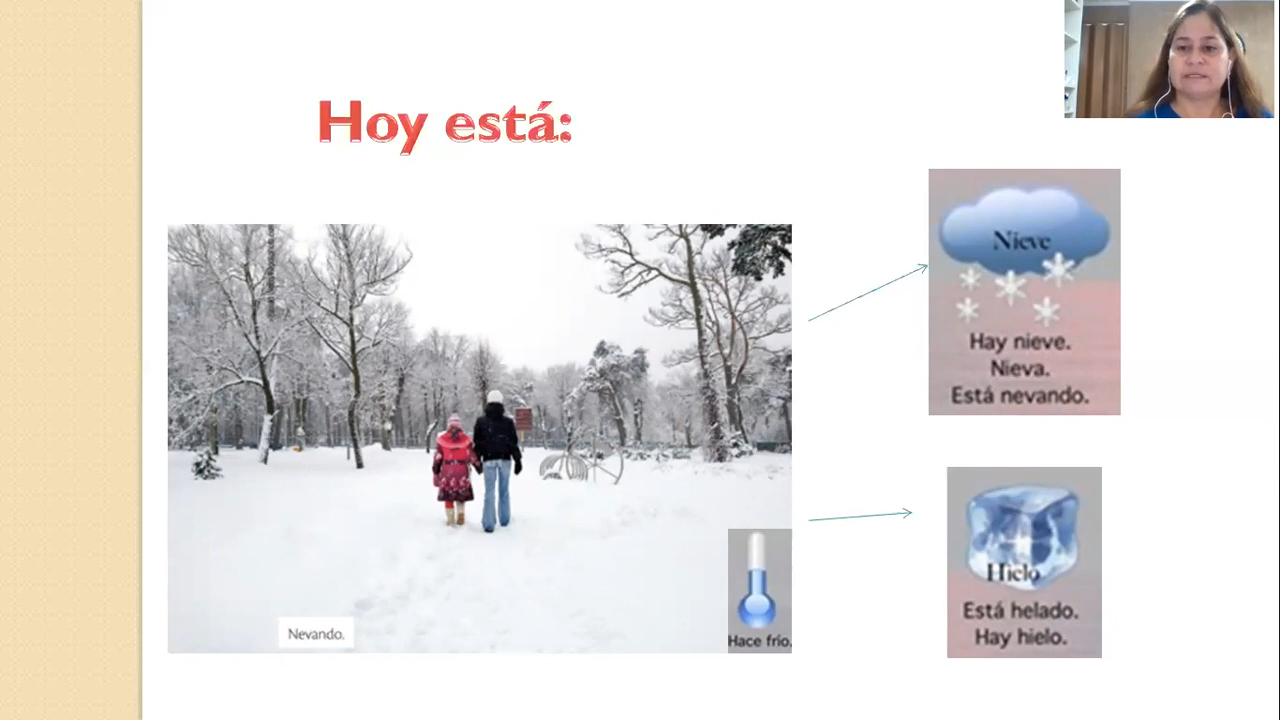 Hoy está:
Nieve
Hay nieve.
Nieva.
Está nevando.
Nevando.
Hace frío.
Hielo
Está helado.
Hay hielo.